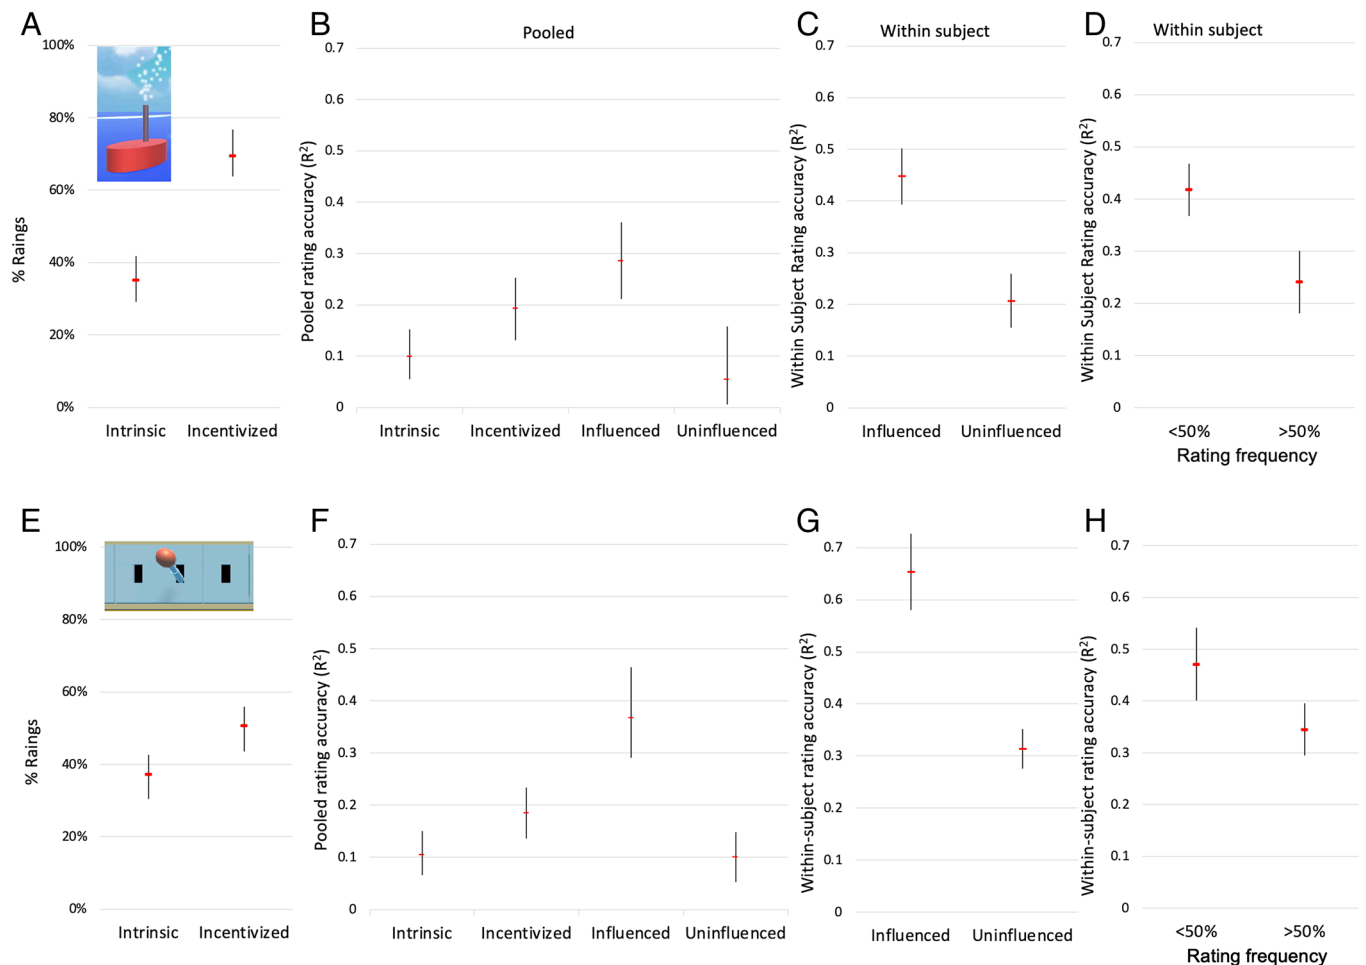 A
100%
80%
60%
40%
20%
0%
% Raings
Intrinsic
Incentivized
B
Pooled
0.7
0.6
0.5
0.4
0.3
0.2
0.1
0
Pooled rating accuracy (R²)
Intrinsic
Incentivized
Influenced
Uninfluenced
C
Within subject
0.7
0.6
0.5
0.4
0.3
0.2
0.1
0
Within Subject Rating accuracy (R²)
Influenced
Uninfluenced
D
Within subject
0.7
0.6
0.5
0.4
0.3
0.2
0.1
0
Within Subject Rating accuracy (R²)
<50%
>50%
Rating frequency
E
100%
80%
60%
40%
20%
0%
% Raings
Intrinsic
Incentivized
F
0.7
0.6
0.5
0.4
0.3
0.2
0.1
0
Pooled rating accuracy (R²)
Intrinsic
Incentivized
Influenced
Uninfluenced
G
0.7
0.6
0.5
0.4
0.3
0.2
0.1
0
Within-subject rating accuracy (R²)
Influenced
Uninfluenced
H
0.7
0.6
0.5
0.4
0.3
0.2
0.1
0
Within-subject rating accuracy (R²)
<50%
>50%
Rating frequency